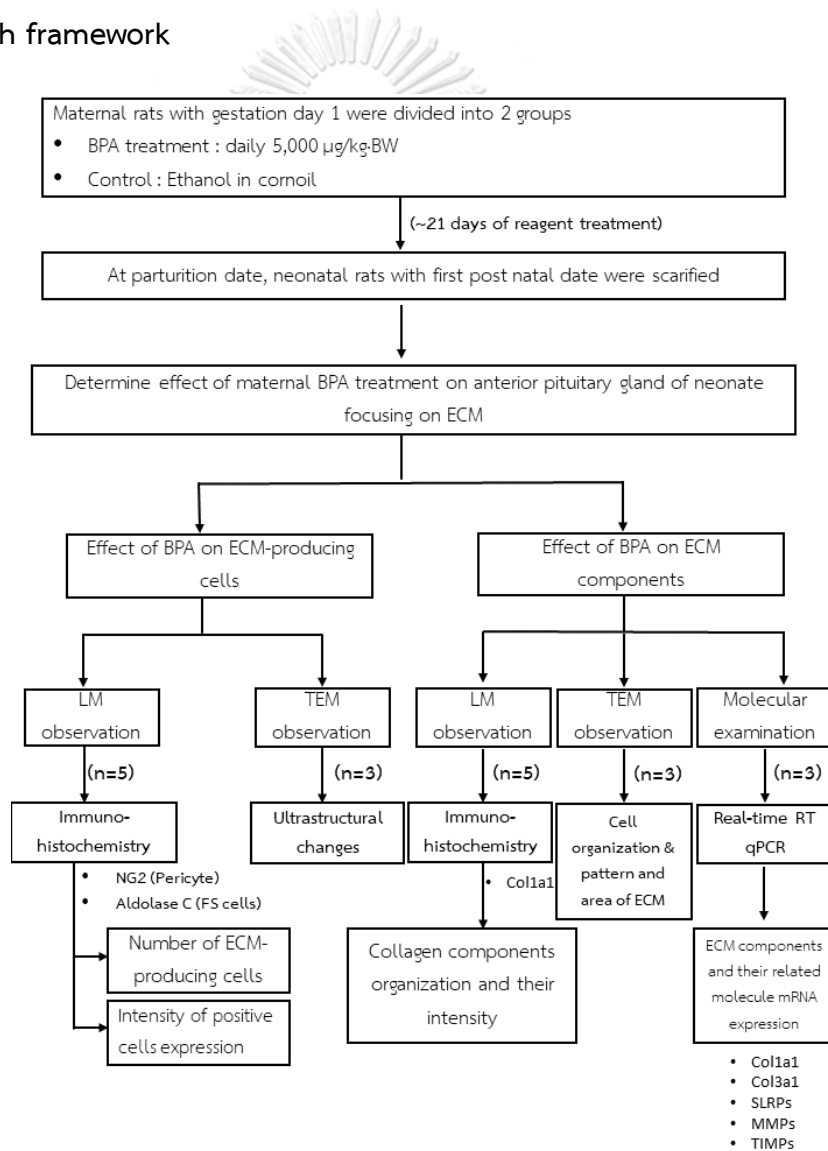 h framework
Maternal rats with gestation day 1 were divided into 2 groups
• BPA treatment : daily 5,000 µg/kg·BW
• Control : Ethanol in cornoil
(~21 days of reagent treatment)
At parturition date, neonatal rats with first post natal date were scarified
Determine effect of maternal BPA treatment on anterior pituitary gland of neonate
focusing on ECM
Effect of BPA on ECM-producing
cells
Effect of BPA on ECM
components
LM
observation
TEM
observation
LM
observation
TEM
observation
Molecular
examination
(n=5)
(n=3)
(n=5)
(n=3)
(n=3)
Immuno-
histochemistry
Ultrastructural
changes
Immuno-
histochemistry
Cell
organization &
pattern and
area of ECM
Real-time RT
qPCR
• NG2 (Pericyte)
• Aldolase C (FS cells)
• Col1a1
Number of ECM-
producing cells
Intensity of positive
cells expression
Collagen components
organization and their
intensity
ECM components
and their related
molecule mRNA
expression
• Col1a1
• Col3a1
• SLRPs
• MMPs
• TIMPs